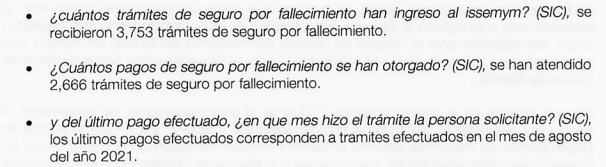 • ¿cuántos trámites de seguro por fallecimiento han ingreso al issemym? (SIC), se
recibieron 3,753 trámites de seguro por fallecimiento.
• ¿Cuántos pagos de seguro por fallecimiento se han otorgado? (SIC), se han atendido
2,666 trámites de seguro por fallecimiento.
• y del último pago efectuado, ¿en que mes hizo el trámite la persona solicitante? (SIC),
los últimos pagos efectuados corresponden a tramites efectuados en el mes de agosto
del año 2021.